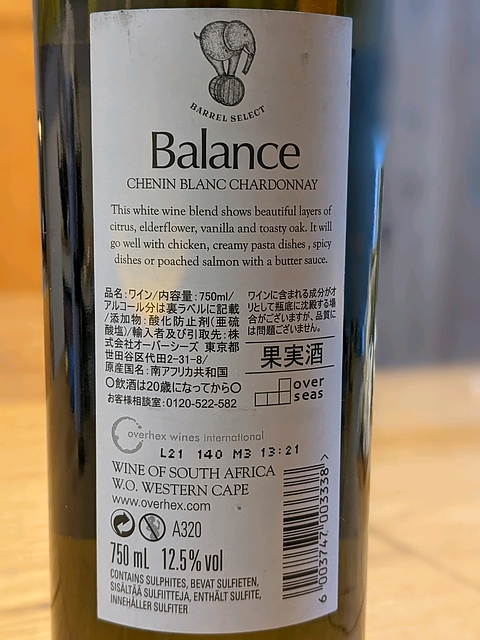 BARREL SELECT
Balance
CHENIN BLANC CHARDONNAY
This white wine blend shows beautiful layers of
citrus, elderflower, vanilla and toasty oak. It will
go well with chicken, creamy pasta dishes , spicy
dishes or poached salmon with a butter sauce.
品名:ワイン/内容量:750ml/
アルコール分は裏ラベルに記載
/添加物:酸化防止剤(亜硫
酸塩)/輸入者及び引取先:株
式会社オーバーシーズ 東京都
世田谷区代田2-31-8/
原産国名:南アフリカ共和国
〇飲酒は20歳になってから〇
お客様相談室:0120-522-582
ワインに含まれる成分がオ
リとして瓶底に沈殿する場
合がございますが、品質に
は問題ございません。
果実酒
over
seas
overhex wines International
L21 140 M3 13:21
WINE OF SOUTH AFRICA
W.O. WESTERN CAPE
www.overhex.com
A320
750 mL 12.5% vol
CONTAINS SULPHITES, BEVAT SULFIETEN,
SISÄLTÄÄ SULFIITTEJA, ENTHÄLT SULFITE,
INNEHÅLLER SULFITER
6 003747 003338 >